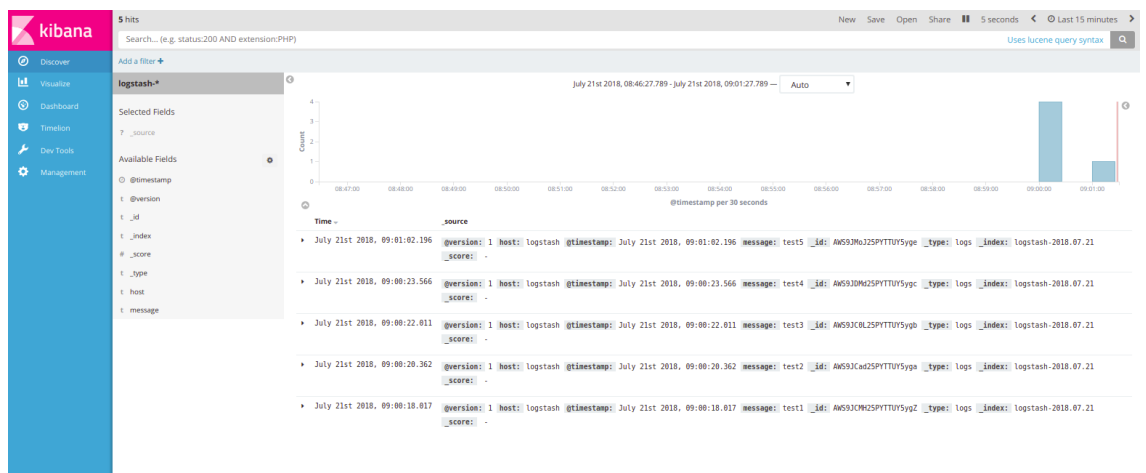 kibana
Discover
Visualize
Dashboard
Timelion
Dev Tools
Management
5 hits
New Save Open Share 5 seconds Last 15 minutes
Search... (e.g. status:200 AND extension:PHP)
Uses lucene query syntax
Add a filter +
logstash-*
Selected Fields
? _source
Available Fields
@timestamp
t @version
t _id
t _index
# _score
t _type
t host
t message
July 21st 2018, 08:46:27.789 - July 21st 2018, 09:01:27.789 — Auto
Count
4
3
2
1
0
08:47:00 08:48:00 08:49:00 08:50:00 08:51:00 08:52:00 08:53:00 08:54:00 08:55:00 08:56:00 08:57:00 08:58:00 08:59:00 09:00:00 09:01:00
@timestamp per 30 seconds
Time _source
July 21st 2018, 09:01:02.196 @version: 1 host: logstash @timestamp: July 21st 2018, 09:01:02.196 message: test5 _id: AWS9JMoJ25PYTTUY5yge _type: logs _index: logstash-2018.07.21
_score: -
July 21st 2018, 09:00:23.566 @version: 1 host: logstash @timestamp: July 21st 2018, 09:00:23.566 message: test4 _id: AWS9JDMd25PYTTUY5ygc _type: logs _index: logstash-2018.07.21
_score: -
July 21st 2018, 09:00:22.011 @version: 1 host: logstash @timestamp: July 21st 2018, 09:00:22.011 message: test3 _id: AWS9JC0L25PYTTUY5ygb _type: logs _index: logstash-2018.07.21
_score: -
July 21st 2018, 09:00:20.362 @version: 1 host: logstash @timestamp: July 21st 2018, 09:00:20.362 message: test2 _id: AWS9JCad25PYTTUY5yga _type: logs _index: logstash-2018.07.21
_score: -
July 21st 2018, 09:00:18.017 @version: 1 host: logstash @timestamp: July 21st 2018, 09:00:18.017 message: test1 _id: AWS9JCMH25PYTTUY5ygZ _type: logs _index: logstash-2018.07.21
_score: -